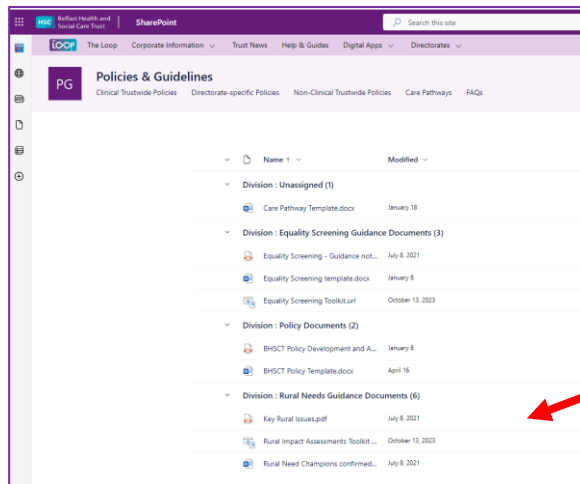 HSC Belfast Health and Social Care Trust SharePoint Search this site
LOOP The Loop Corporate Information Trust News Help & Guides Digital Apps Directorates
PG Policies & Guidelines
Clinical Trustwide Policies Directorate-specific Policies Non-Clinical Trustwide Policies Care Pathways FAQs
Name ↑ Modified
Division : Unassigned (1)
Care Pathway Template.docx January 18
Division : Equality Screening Guidance Documents (3)
Equality Screening - Guidance not... July 8, 2021
Equality Screening template.docx January 8
Equality Screening Toolkit.url October 13, 2023
Division : Policy Documents (2)
BHSCT Policy Development and A... January 8
BHSCT Policy Template.docx April 16
Division : Rural Needs Guidance Documents (6)
Key Rural Issues.pdf July 8, 2021
Rural Impact Assessments Toolkit ... October 13, 2023
Rural Need Champions confirmed... July 8, 2021